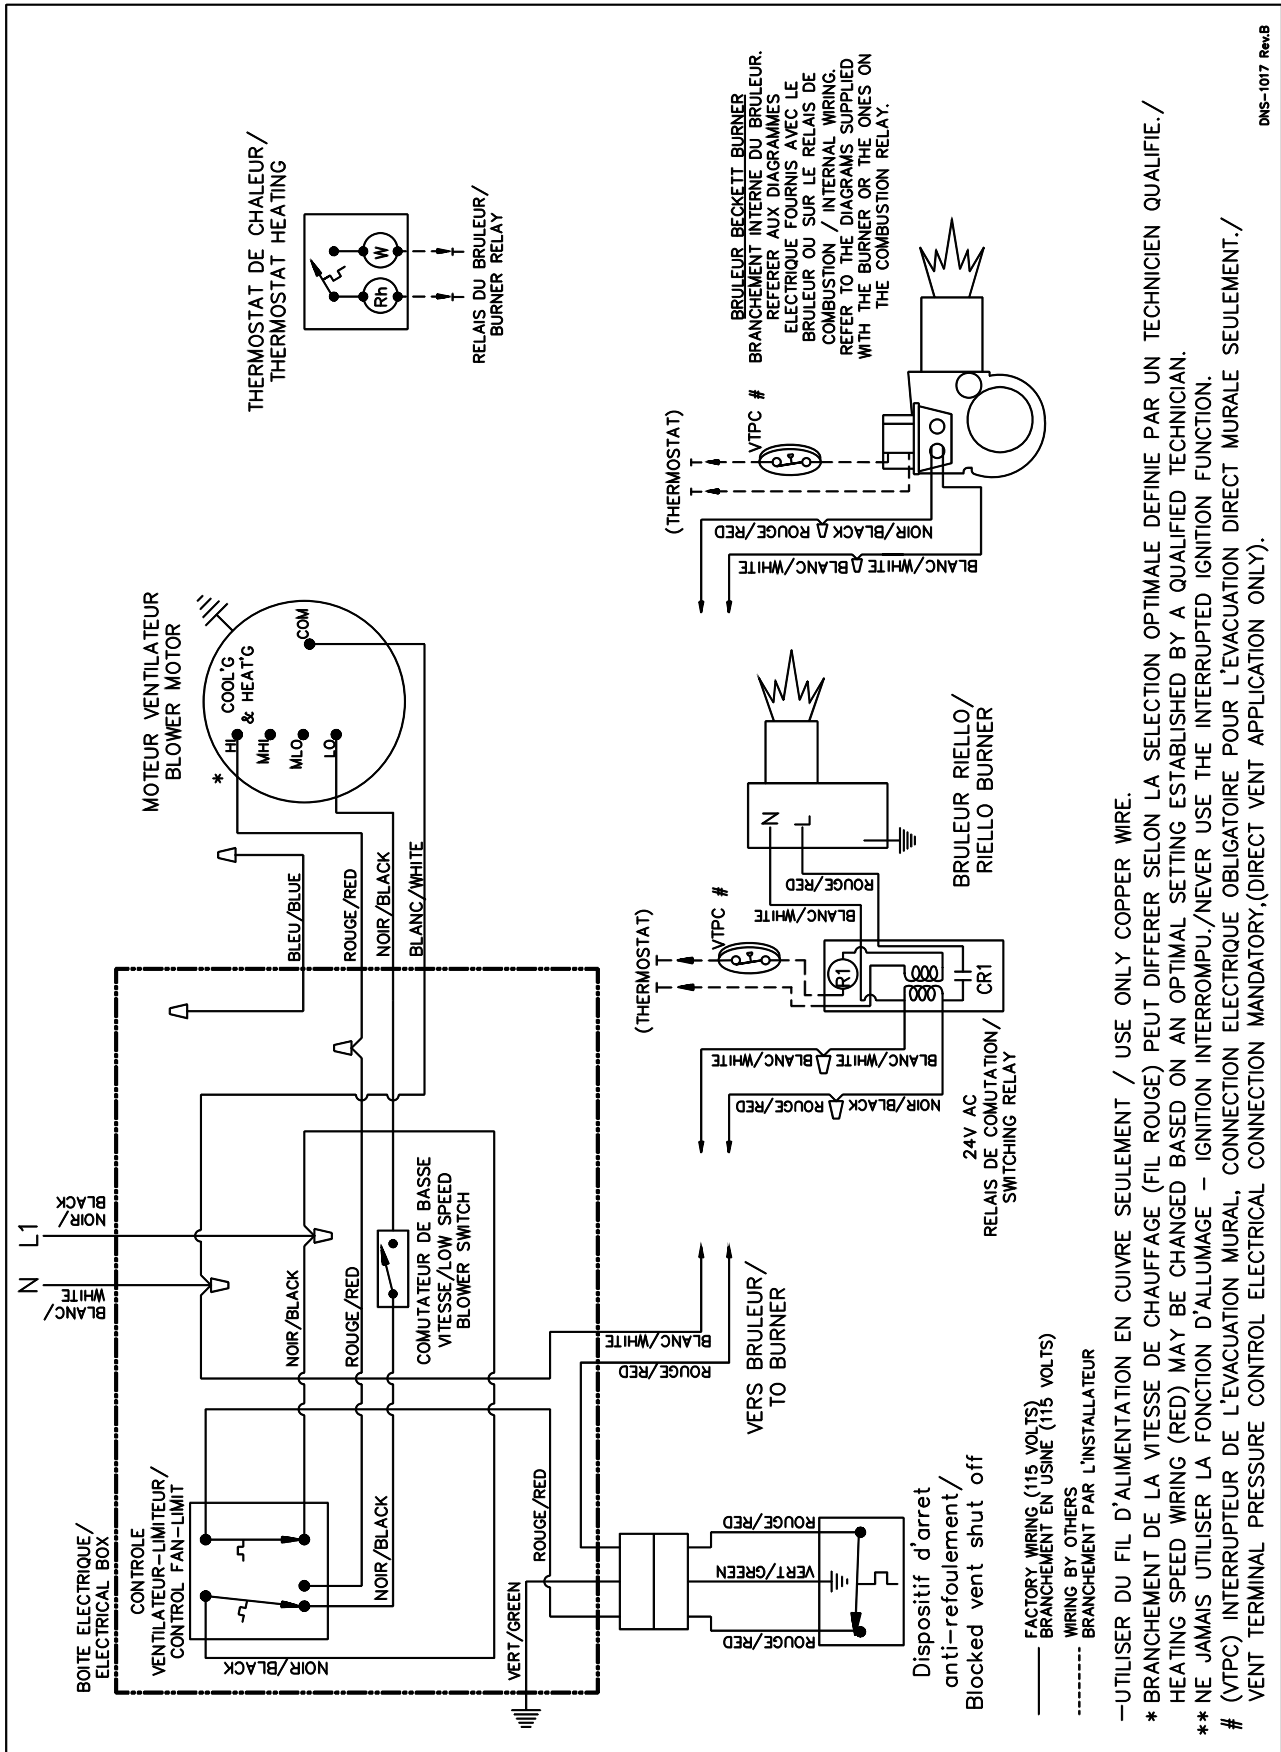 BOITE ELECTRIQUE/
ELECTRICAL BOX
CONTROLE
VENTILATEUR-LIMITEUR/
CONTROL FAN-LIMIT
NOIR/BLACK
NOIR/BLACK
NOIR/BLACK
ROUGE/RED
COMUTATEUR DE BASSE
VITESSE/LOW SPEED
BLOWER SWITCH
N
BLANC/
WHITE
L1
NOIR/
BLACK
BLEU/BLUE
ROUGE/RED
NOIR/BLACK
BLANC/WHITE
MOTEUR VENTILATEUR
BLOWER MOTOR
*
HI
COOL'G
& HEAT'G
MHI
MLO
LO
COM
THERMOSTAT DE CHALEUR/
THERMOSTAT HEATING
Rh
W
RELAIS DU BRULEUR/
BURNER RELAY
VERT/GREEN
ROUGE/RED
BLANC/WHITE
ROUGE/RED
VERS BRULEUR/
TO BURNER
ROUGE/RED
VERT/GREEN
ROUGE/RED
Dispositif d'arret
anti-refoulement/
Blocked vent shut off
(THERMOSTAT)
VTPC #
BLANC/WHITE
BLANC/WHITE
ROUGE/RED
NOIR/BLACK
R1
CR1
24V AC
RELAIS DE COMUTATION/
SWITCHING RELAY
BLANC/WHITE
ROUGE/RED
N
L
BRULEUR RIELLO/
RIELLO BURNER
(THERMOSTAT)
VTPC #
ROUGE/RED
NOIR/BLACK
BLANC/WHITE
BLANC/WHITE
BRULEUR BECKETT BURNER
BRANCHEMENT INTERNE DU BRULEUR.
REFERER AUX DIAGRAMMES
ELECTRIQUE FOURNIS AVEC LE
BRULEUR OU SUR LE RELAIS DE
COMBUSTION / INTERNAL WIRING.
REFER TO THE DIAGRAMS SUPPLIED
WITH THE BURNER OR THE ONES ON
THE COMBUSTION RELAY.
FACTORY WIRING (115 VOLTS)
BRANCHEMENT EN USINE (115 VOLTS)
WIRING BY OTHERS
BRANCHEMENT PAR L'INSTALLATEUR
-UTILISER DU FIL D'ALIMENTATION EN CUIVRE SEULEMENT / USE ONLY COPPER WIRE.
* BRANCHEMENT DE LA VITESSE DE CHAUFFAGE (FIL ROUGE) PEUT DIFFERER SELON LA SELECTION OPTIMALE DEFINIE PAR UN TECHNICIEN QUALIFIE./
HEATING SPEED WIRING (RED) MAY BE CHANGED BASED ON AN OPTIMAL SETTING ESTABLISHED BY A QUALIFIED TECHNICIAN.
** NE JAMAIS UTILISER LA FONCTION D'ALLUMAGE - IGNITION INTERROMPU./NEVER USE THE INTERRUPTED IGNITION FUNCTION.
# (VTPC) INTERRUPTEUR DE L'EVACUATION MURAL, CONNECTION ELECTRIQUE OBLIGATOIRE POUR L'EVACUATION DIRECT MURALE SEULEMENT./
VENT TERMINAL PRESSURE CONTROL ELECTRICAL CONNECTION MANDATORY,(DIRECT VENT APPLICATION ONLY).
DNS-1017 Rev.B